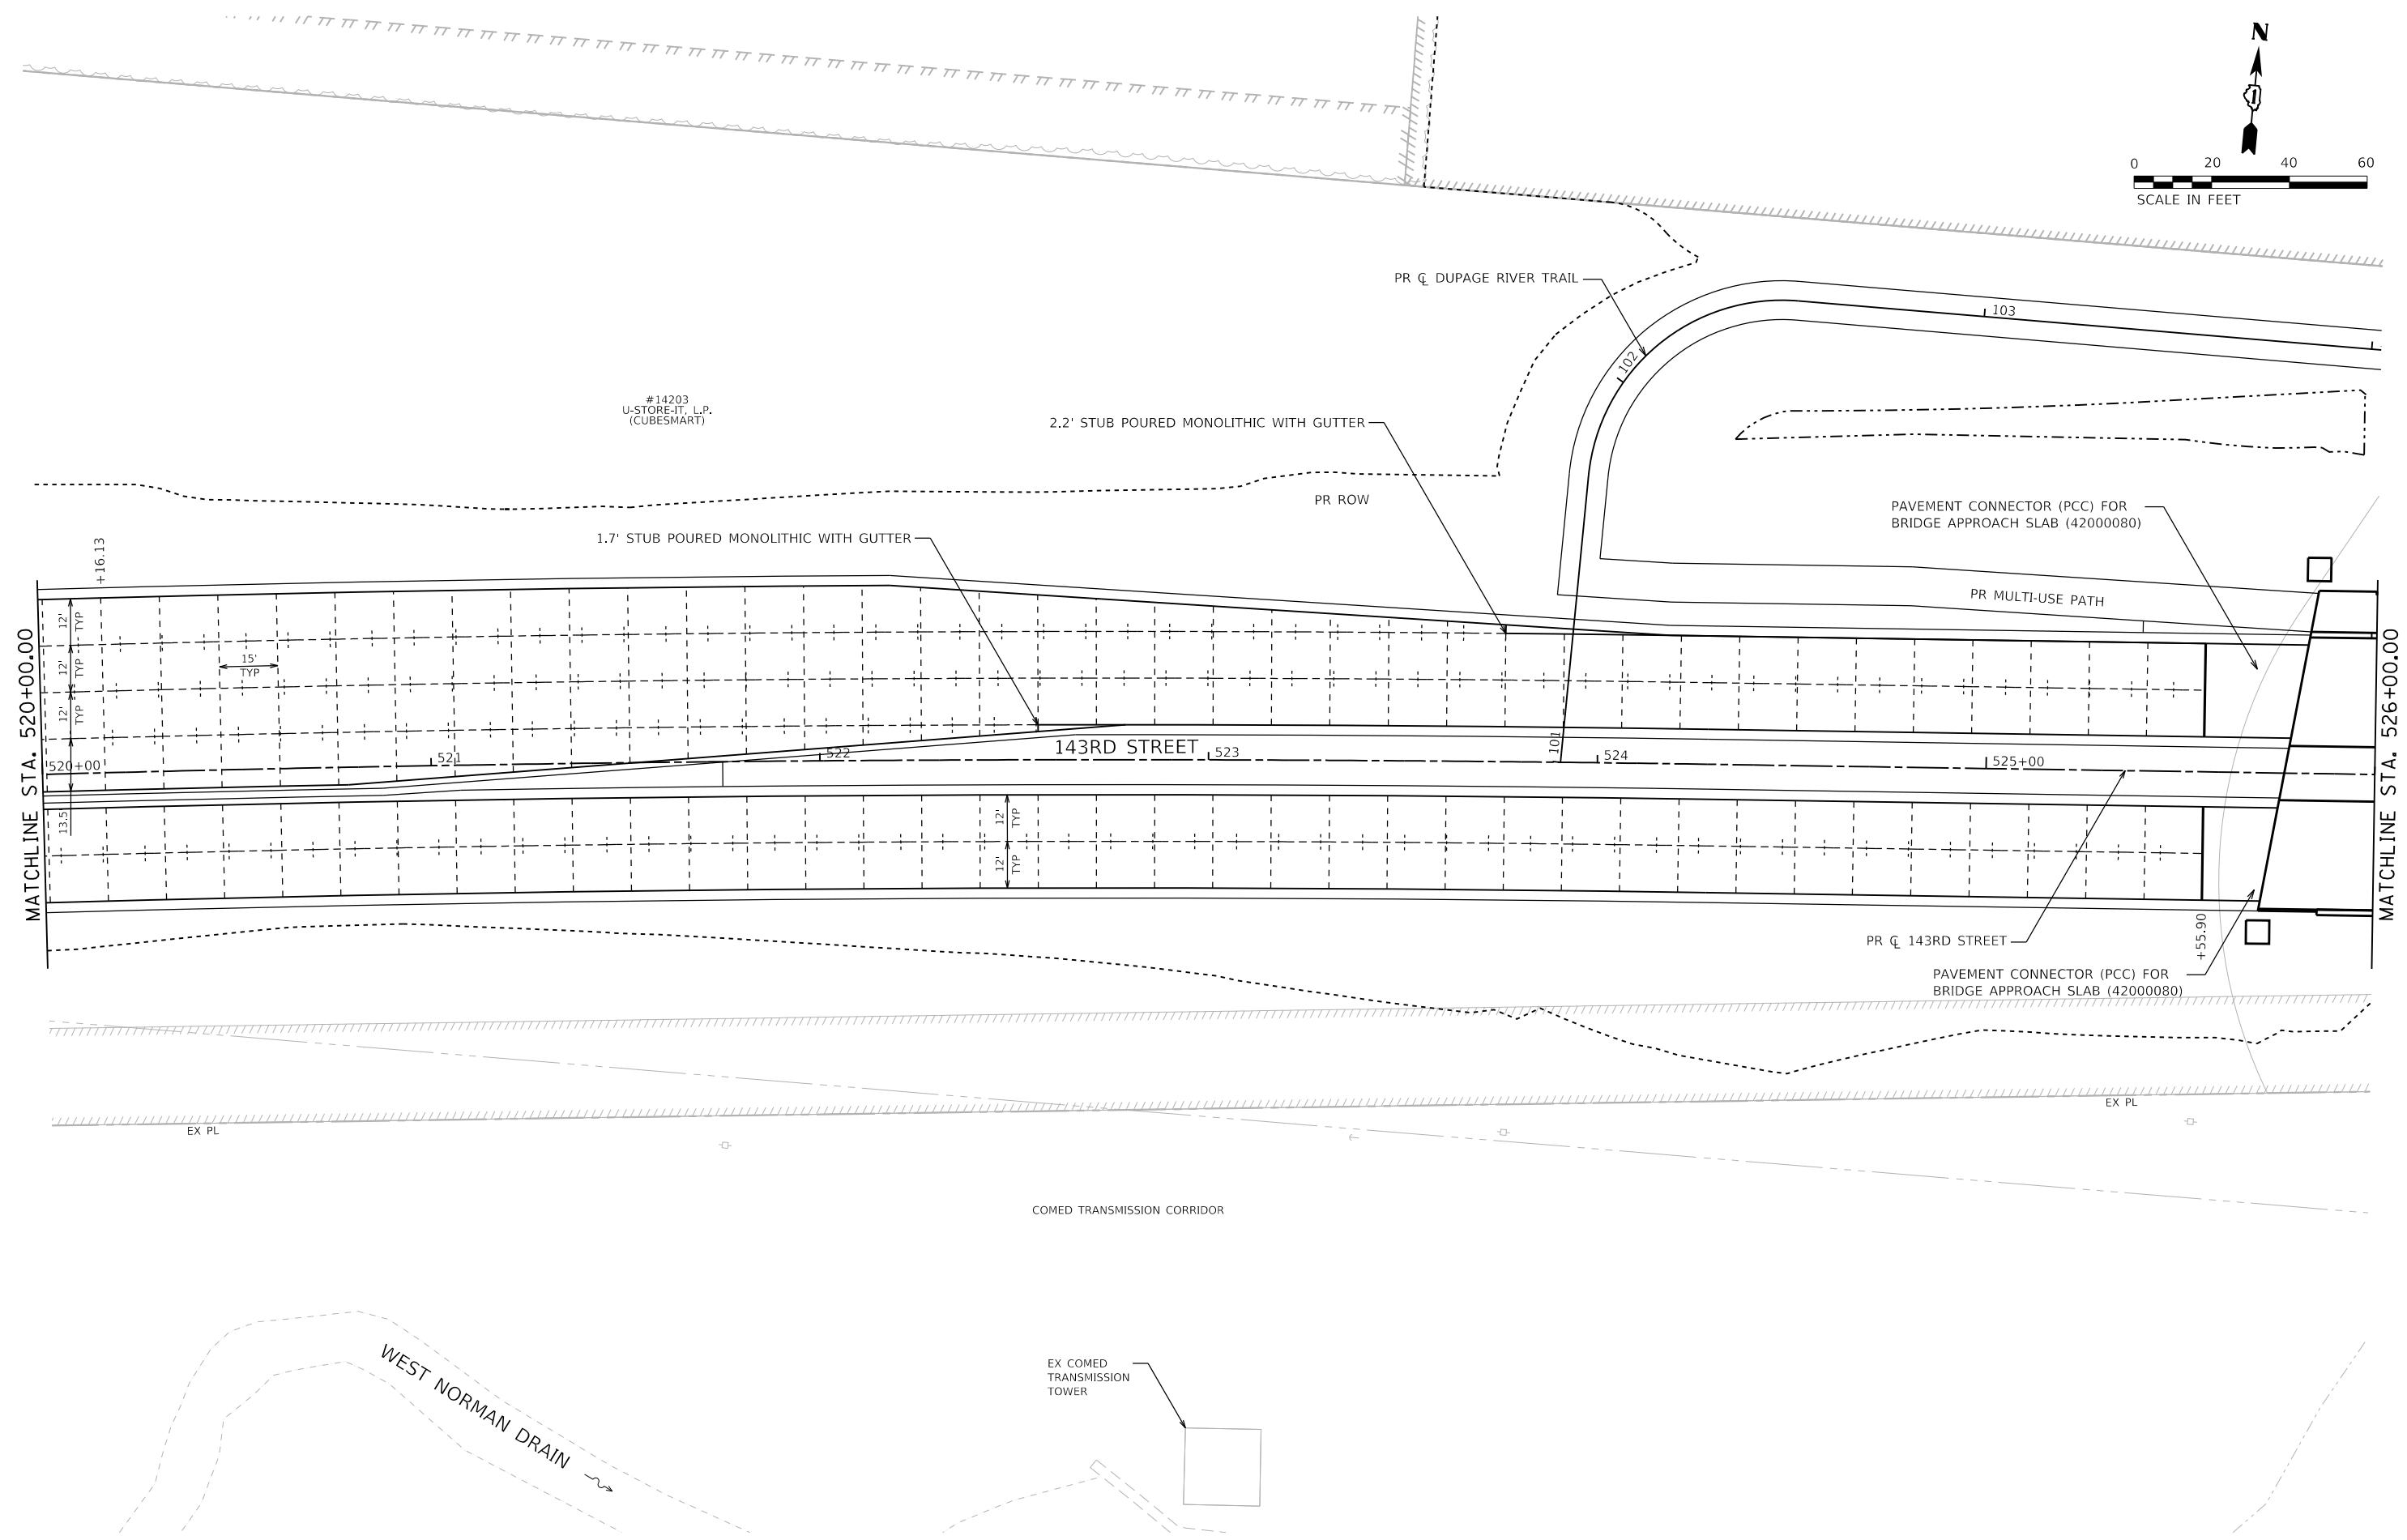 N
0 20 40 60
SCALE IN FEET
PR ℄ DUPAGE RIVER TRAIL
103
102
#14203
U-STORE-IT, L.P.
(CUBESMART)
2.2' STUB POURED MONOLITHIC WITH GUTTER
PR ROW
PAVEMENT CONNECTOR (PCC) FOR
BRIDGE APPROACH SLAB (42000080)
1.7' STUB POURED MONOLITHIC WITH GUTTER
+16.13
PR MULTI-USE PATH
12'
TYP
12'
TYP
12'
TYP
15'
TYP
MATCHLINE STA. 520+00.00
MATCHLINE STA. 526+00.00
143RD STREET
101
520+00
521
522
523
524
525+00
13.5'
12'
TYP
12'
TYP
PR ℄ 143RD STREET
+55.90
PAVEMENT CONNECTOR (PCC) FOR
BRIDGE APPROACH SLAB (42000080)
EX PL
EX PL
COMED TRANSMISSION CORRIDOR
WEST NORMAN DRAIN
EX COMED
TRANSMISSION
TOWER